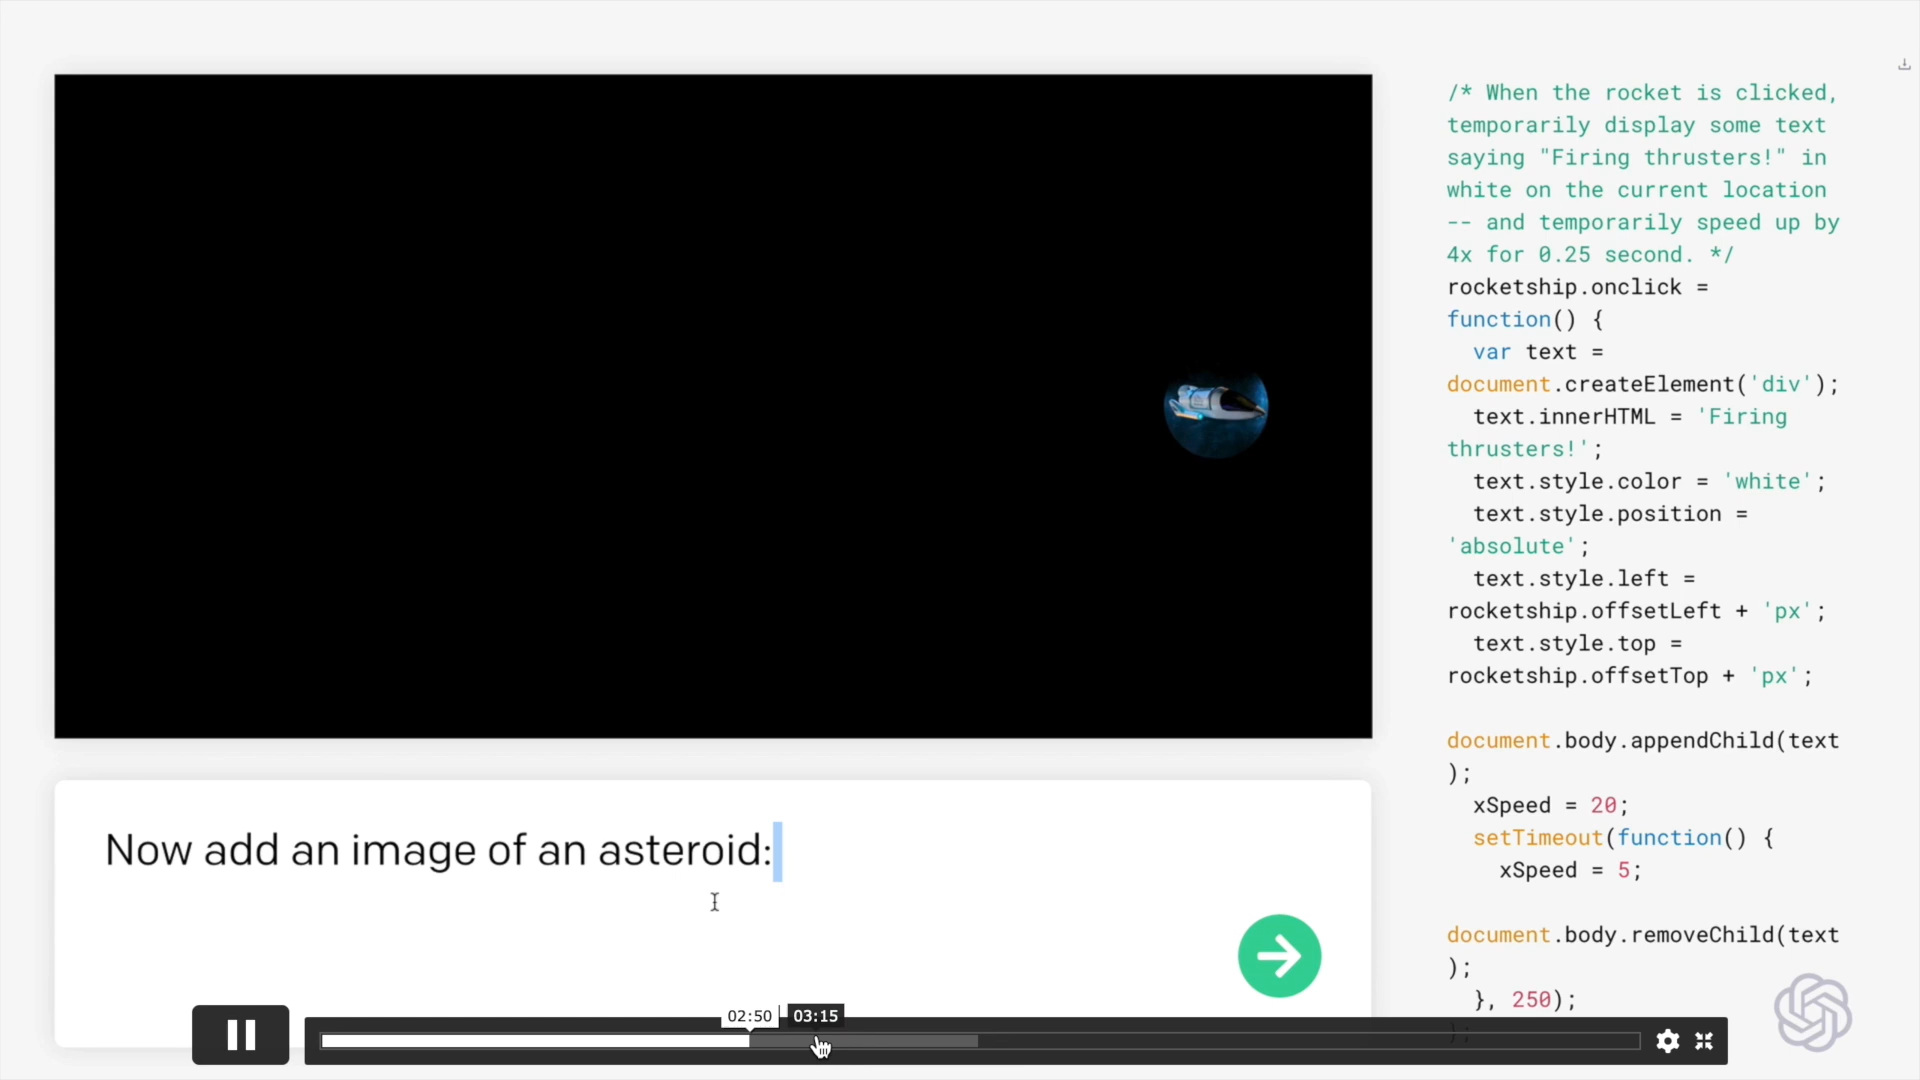 /* When the rocket is clicked,
temporarily display some text
saying "Firing thrusters!" in
white on the current location
-- and temporarily speed up by
4x for 0.25 second. */
rocketship.onclick =
function() {
  var text =
document.createElement('div');
  text.innerHTML = 'Firing
thrusters!';
  text.style.color = 'white';
  text.style.position =
'absolute';
  text.style.left =
rocketship.offsetLeft + 'px';
  text.style.top =
rocketship.offsetTop + 'px';

document.body.appendChild(text
);
  xSpeed = 20;
  setTimeout(function() {
    xSpeed = 5;

document.body.removeChild(text
);
  }, 250);
};
Now add an image of an asteroid:
02:50 03:15